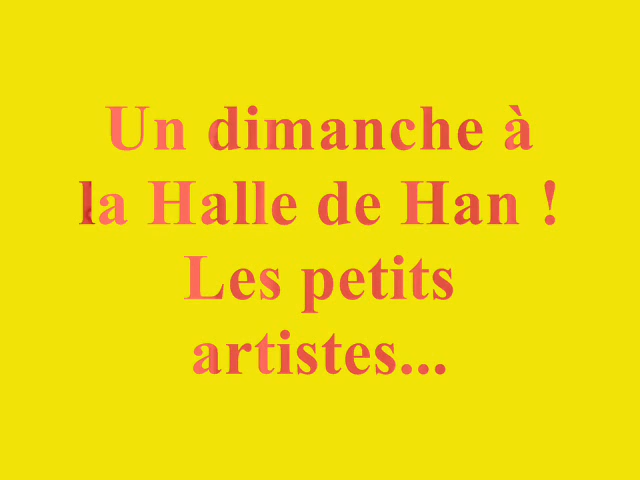 Un dimanche à
la Halle de Han !
Les petits
artistes...